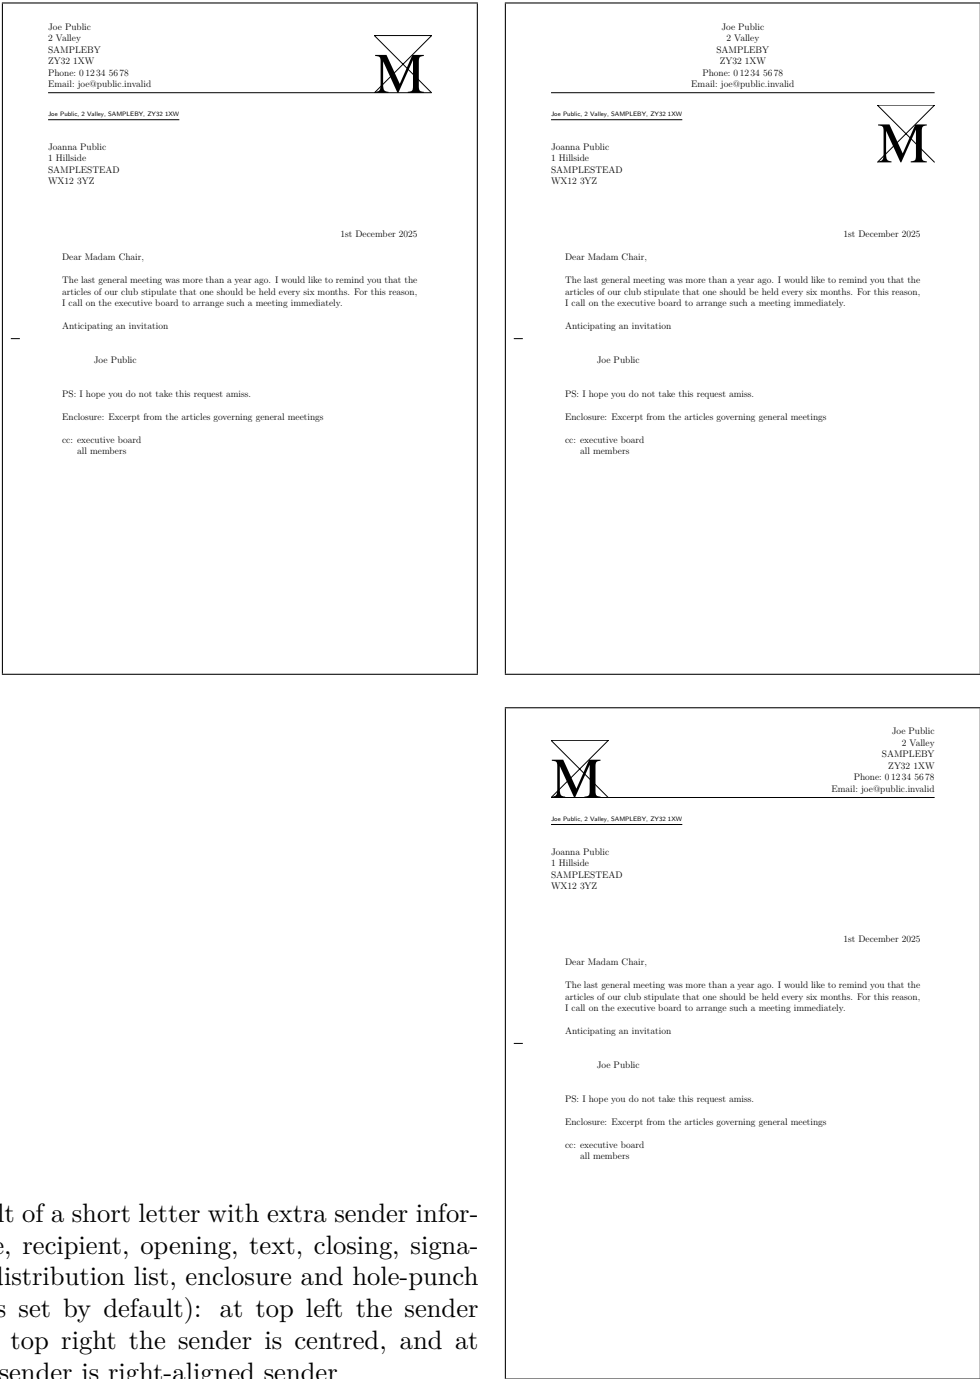 Joe Public
2 Valley
SAMPLEBY
ZY32 1XW
Phone: 0 12 34 56 78
Email: joe@public.invalid
M
Joe Public, 2 Valley, SAMPLEBY, ZY32 1XW
Joanna Public
1 Hillside
SAMPLESTEAD
WX12 3YZ
1st December 2025
Dear Madam Chair,
The last general meeting was more than a year ago. I would like to remind you that the
articles of our club stipulate that one should be held every six months. For this reason,
I call on the executive board to arrange such a meeting immediately.
Anticipating an invitation
Joe Public
PS: I hope you do not take this request amiss.
Enclosure: Excerpt from the articles governing general meetings
cc: executive board
all members
Joe Public
2 Valley
SAMPLEBY
ZY32 1XW
Phone: 0 12 34 56 78
Email: joe@public.invalid
Joe Public, 2 Valley, SAMPLEBY, ZY32 1XW
M
Joanna Public
1 Hillside
SAMPLESTEAD
WX12 3YZ
1st December 2025
Dear Madam Chair,
The last general meeting was more than a year ago. I would like to remind you that the
articles of our club stipulate that one should be held every six months. For this reason,
I call on the executive board to arrange such a meeting immediately.
Anticipating an invitation
Joe Public
PS: I hope you do not take this request amiss.
Enclosure: Excerpt from the articles governing general meetings
cc: executive board
all members
M
Joe Public
2 Valley
SAMPLEBY
ZY32 1XW
Phone: 0 12 34 56 78
Email: joe@public.invalid
Joe Public, 2 Valley, SAMPLEBY, ZY32 1XW
Joanna Public
1 Hillside
SAMPLESTEAD
WX12 3YZ
1st December 2025
Dear Madam Chair,
The last general meeting was more than a year ago. I would like to remind you that the
articles of our club stipulate that one should be held every six months. For this reason,
I call on the executive board to arrange such a meeting immediately.
Anticipating an invitation
Joe Public
PS: I hope you do not take this request amiss.
Enclosure: Excerpt from the articles governing general meetings
cc: executive board
all members
lt of a short letter with extra sender infor-
e, recipient, opening, text, closing, signa-
distribution list, enclosure and hole-punch
s set by default): at top left the sender
top right the sender is centred, and at
sender is right-aligned sender